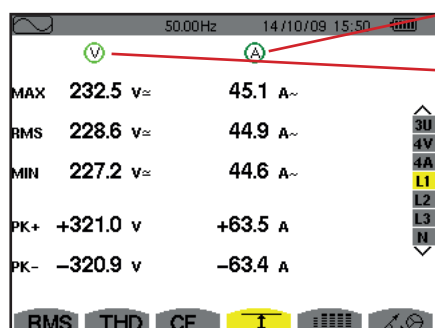 50.00Hz 14/10/09 15:50
V A
MAX 232.5 V≃ 45.1 A~
RMS 228.6 V≃ 44.9 A~
MIN 227.2 V≃ 44.6 A~
PK+ +321.0 V +63.5 A
PK- -320.9 V -63.4 A
3U
4V
4A
L1
L2
L3
N
RMS THD CF